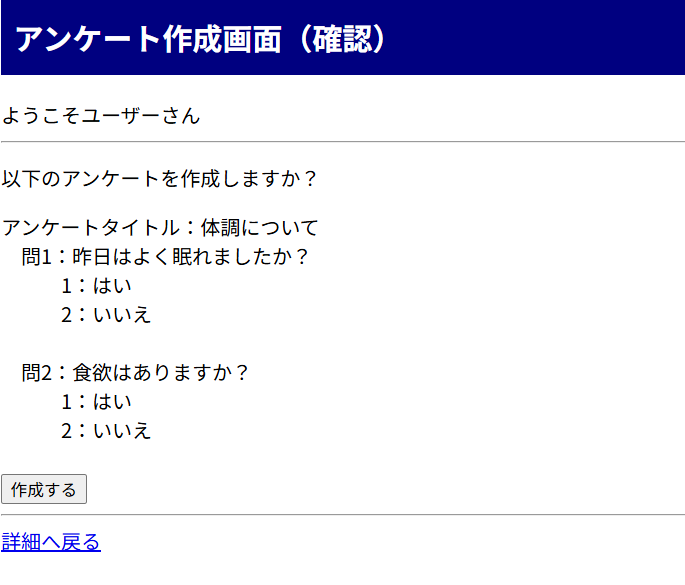 アンケート作成画面（確認）
ようこそユーザーさん
以下のアンケートを作成しますか？
アンケートタイトル：体調について
問1：昨日はよく眠れましたか？
1：はい
2：いいえ
問2：食欲はありますか？
1：はい
2：いいえ
作成する
詳細へ戻る